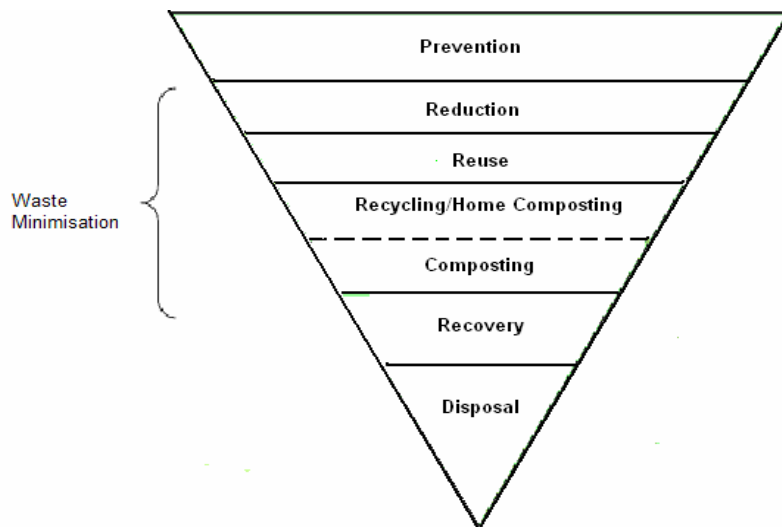 Prevention
Reduction
Reuse
Recycling/Home Composting
Waste
Minimisation
Composting
Recovery
Disposal